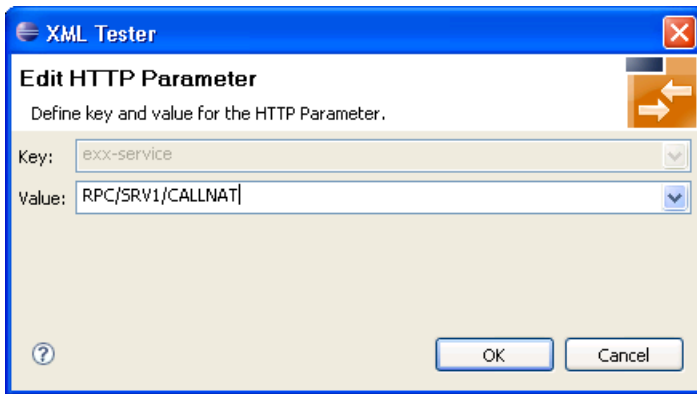 XML Tester
Edit HTTP Parameter
Define key and value for the HTTP Parameter.
Key: exx-service
Value: RPC/SRV1/CALLNAT
? OK Cancel